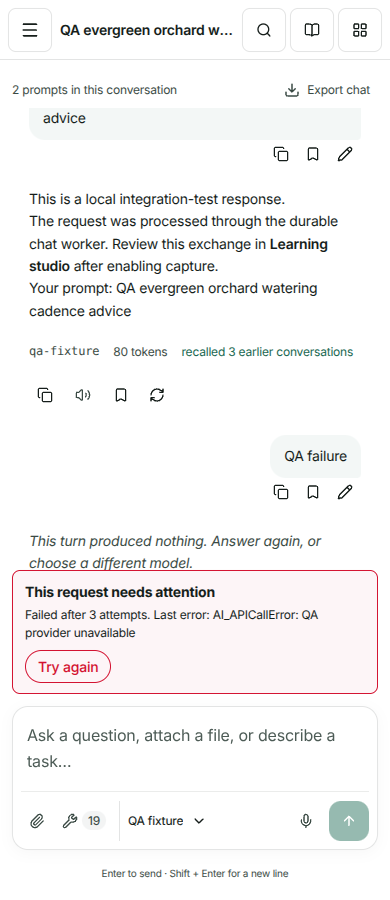 QA evergreen orchard w...
2 prompts in this conversation
Export chat
advice
This is a local integration-test response.
The request was processed through the durable
chat worker. Review this exchange in Learning
studio after enabling capture.
Your prompt: QA evergreen orchard watering
cadence advice
qa-fixture 80 tokens recalled 3 earlier conversations
QA failure
This turn produced nothing. Answer again, or
choose a different model.
This request needs attention
Failed after 3 attempts. Last error: AI_APICallError: QA
provider unavailable
Try again
Ask a question, attach a file, or describe a
task...
19
QA fixture
Enter to send · Shift + Enter for a new line